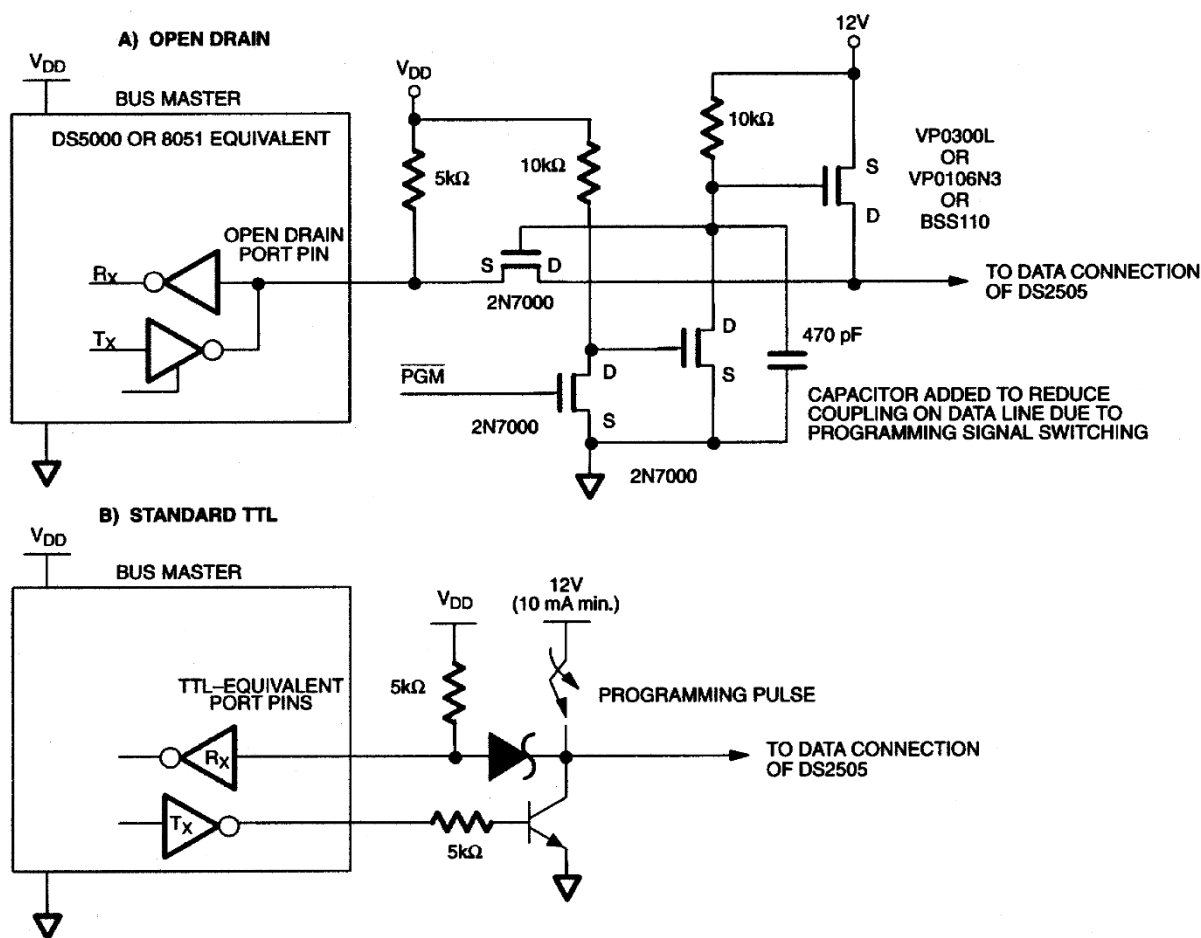 A) OPEN DRAIN
VDD
BUS MASTER
DS5000 OR 8051 EQUIVALENT
OPEN DRAIN
PORT PIN
RX
TX
VDD
5kΩ
10kΩ
S
D
2N7000
PGM
2N7000
D
S
12V
10kΩ
S
D
VP0300L
OR
VP0106N3
OR
BSS110
TO DATA CONNECTION
OF DS2505
D
S
470 pF
CAPACITOR ADDED TO REDUCE
COUPLING ON DATA LINE DUE TO
PROGRAMMING SIGNAL SWITCHING
2N7000
B) STANDARD TTL
VDD
BUS MASTER
TTL–EQUIVALENT
PORT PINS
RX
TX
VDD
5kΩ
5kΩ
12V
(10 mA min.)
PROGRAMMING PULSE
TO DATA CONNECTION
OF DS2505